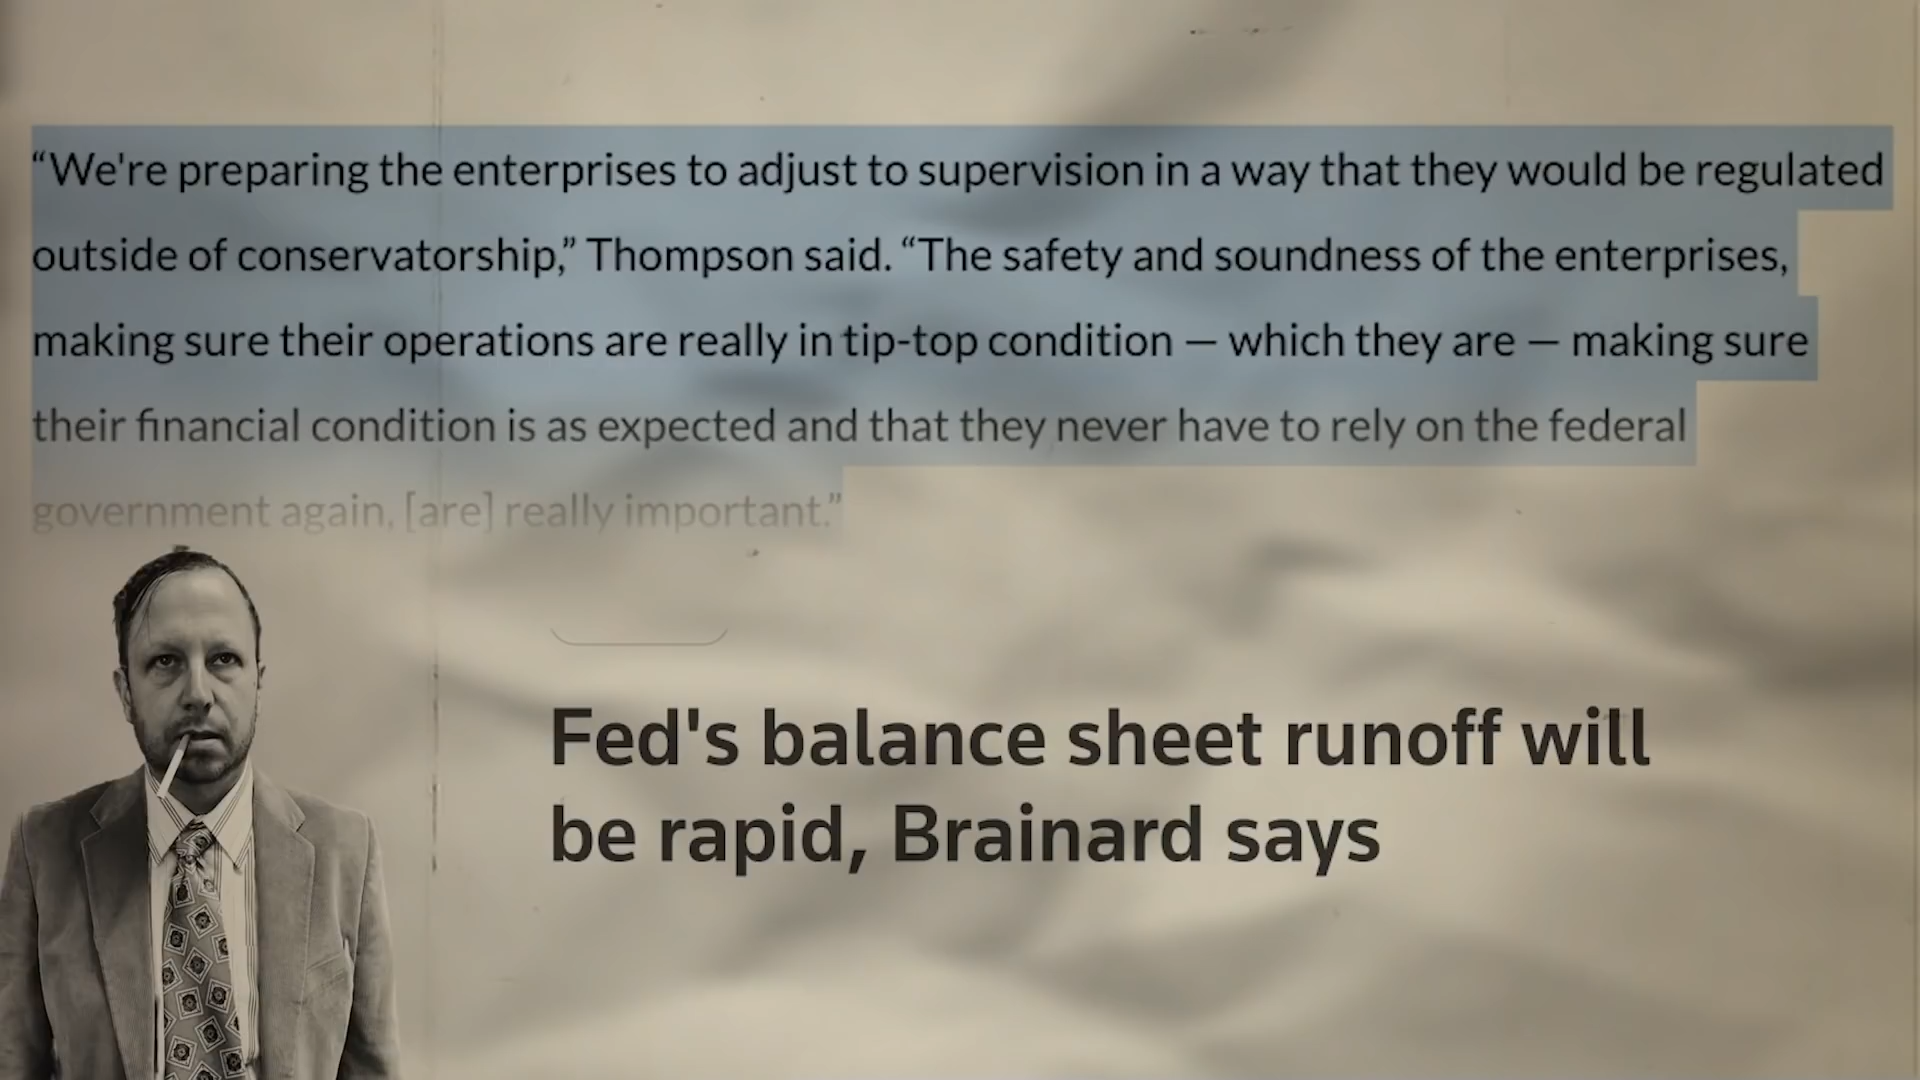 “We're preparing the enterprises to adjust to supervision in a way that they would be regulated
outside of conservatorship,” Thompson said. “The safety and soundness of the enterprises,
making sure their operations are really in tip-top condition — which they are — making sure
their financial condition is as expected and that they never have to rely on the federal
government again, [are] really important.”
Fed's balance sheet runoff will
be rapid, Brainard says